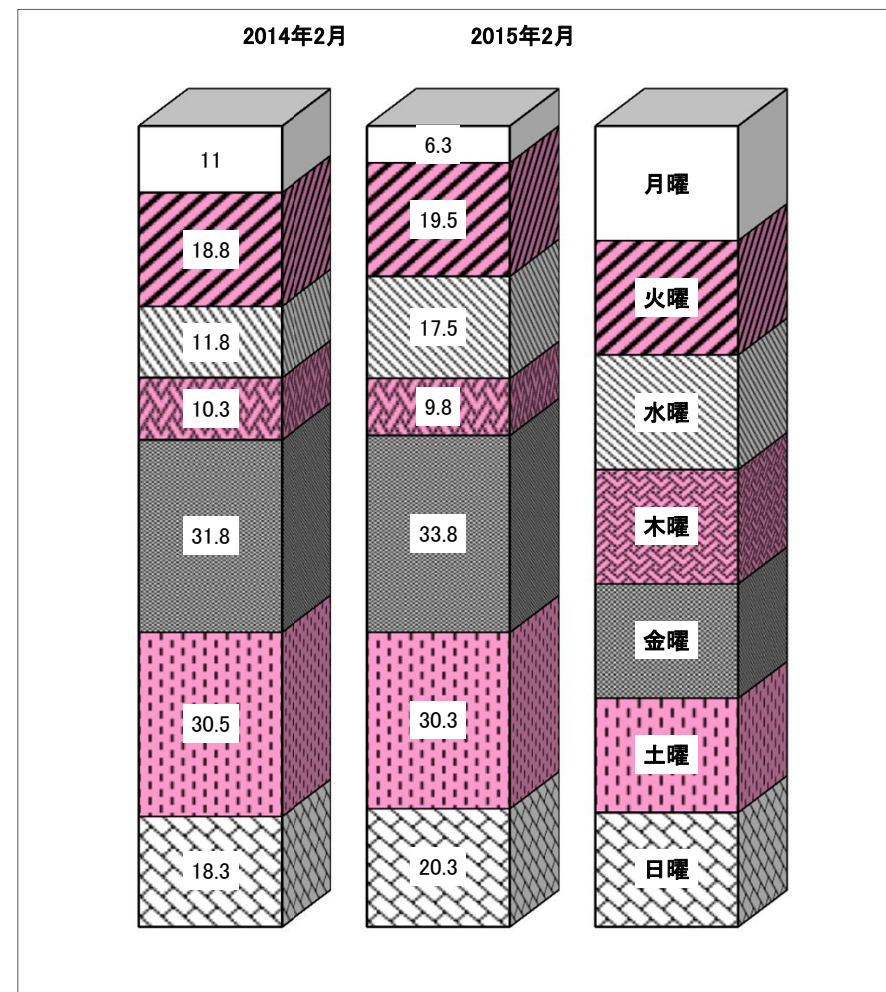 2014年2月 2015年2月
11 6.3 月曜
18.8 19.5 火曜
11.8 17.5 水曜
10.3 9.8 木曜
31.8 33.8 金曜
30.5 30.3 土曜
18.3 20.3 日曜